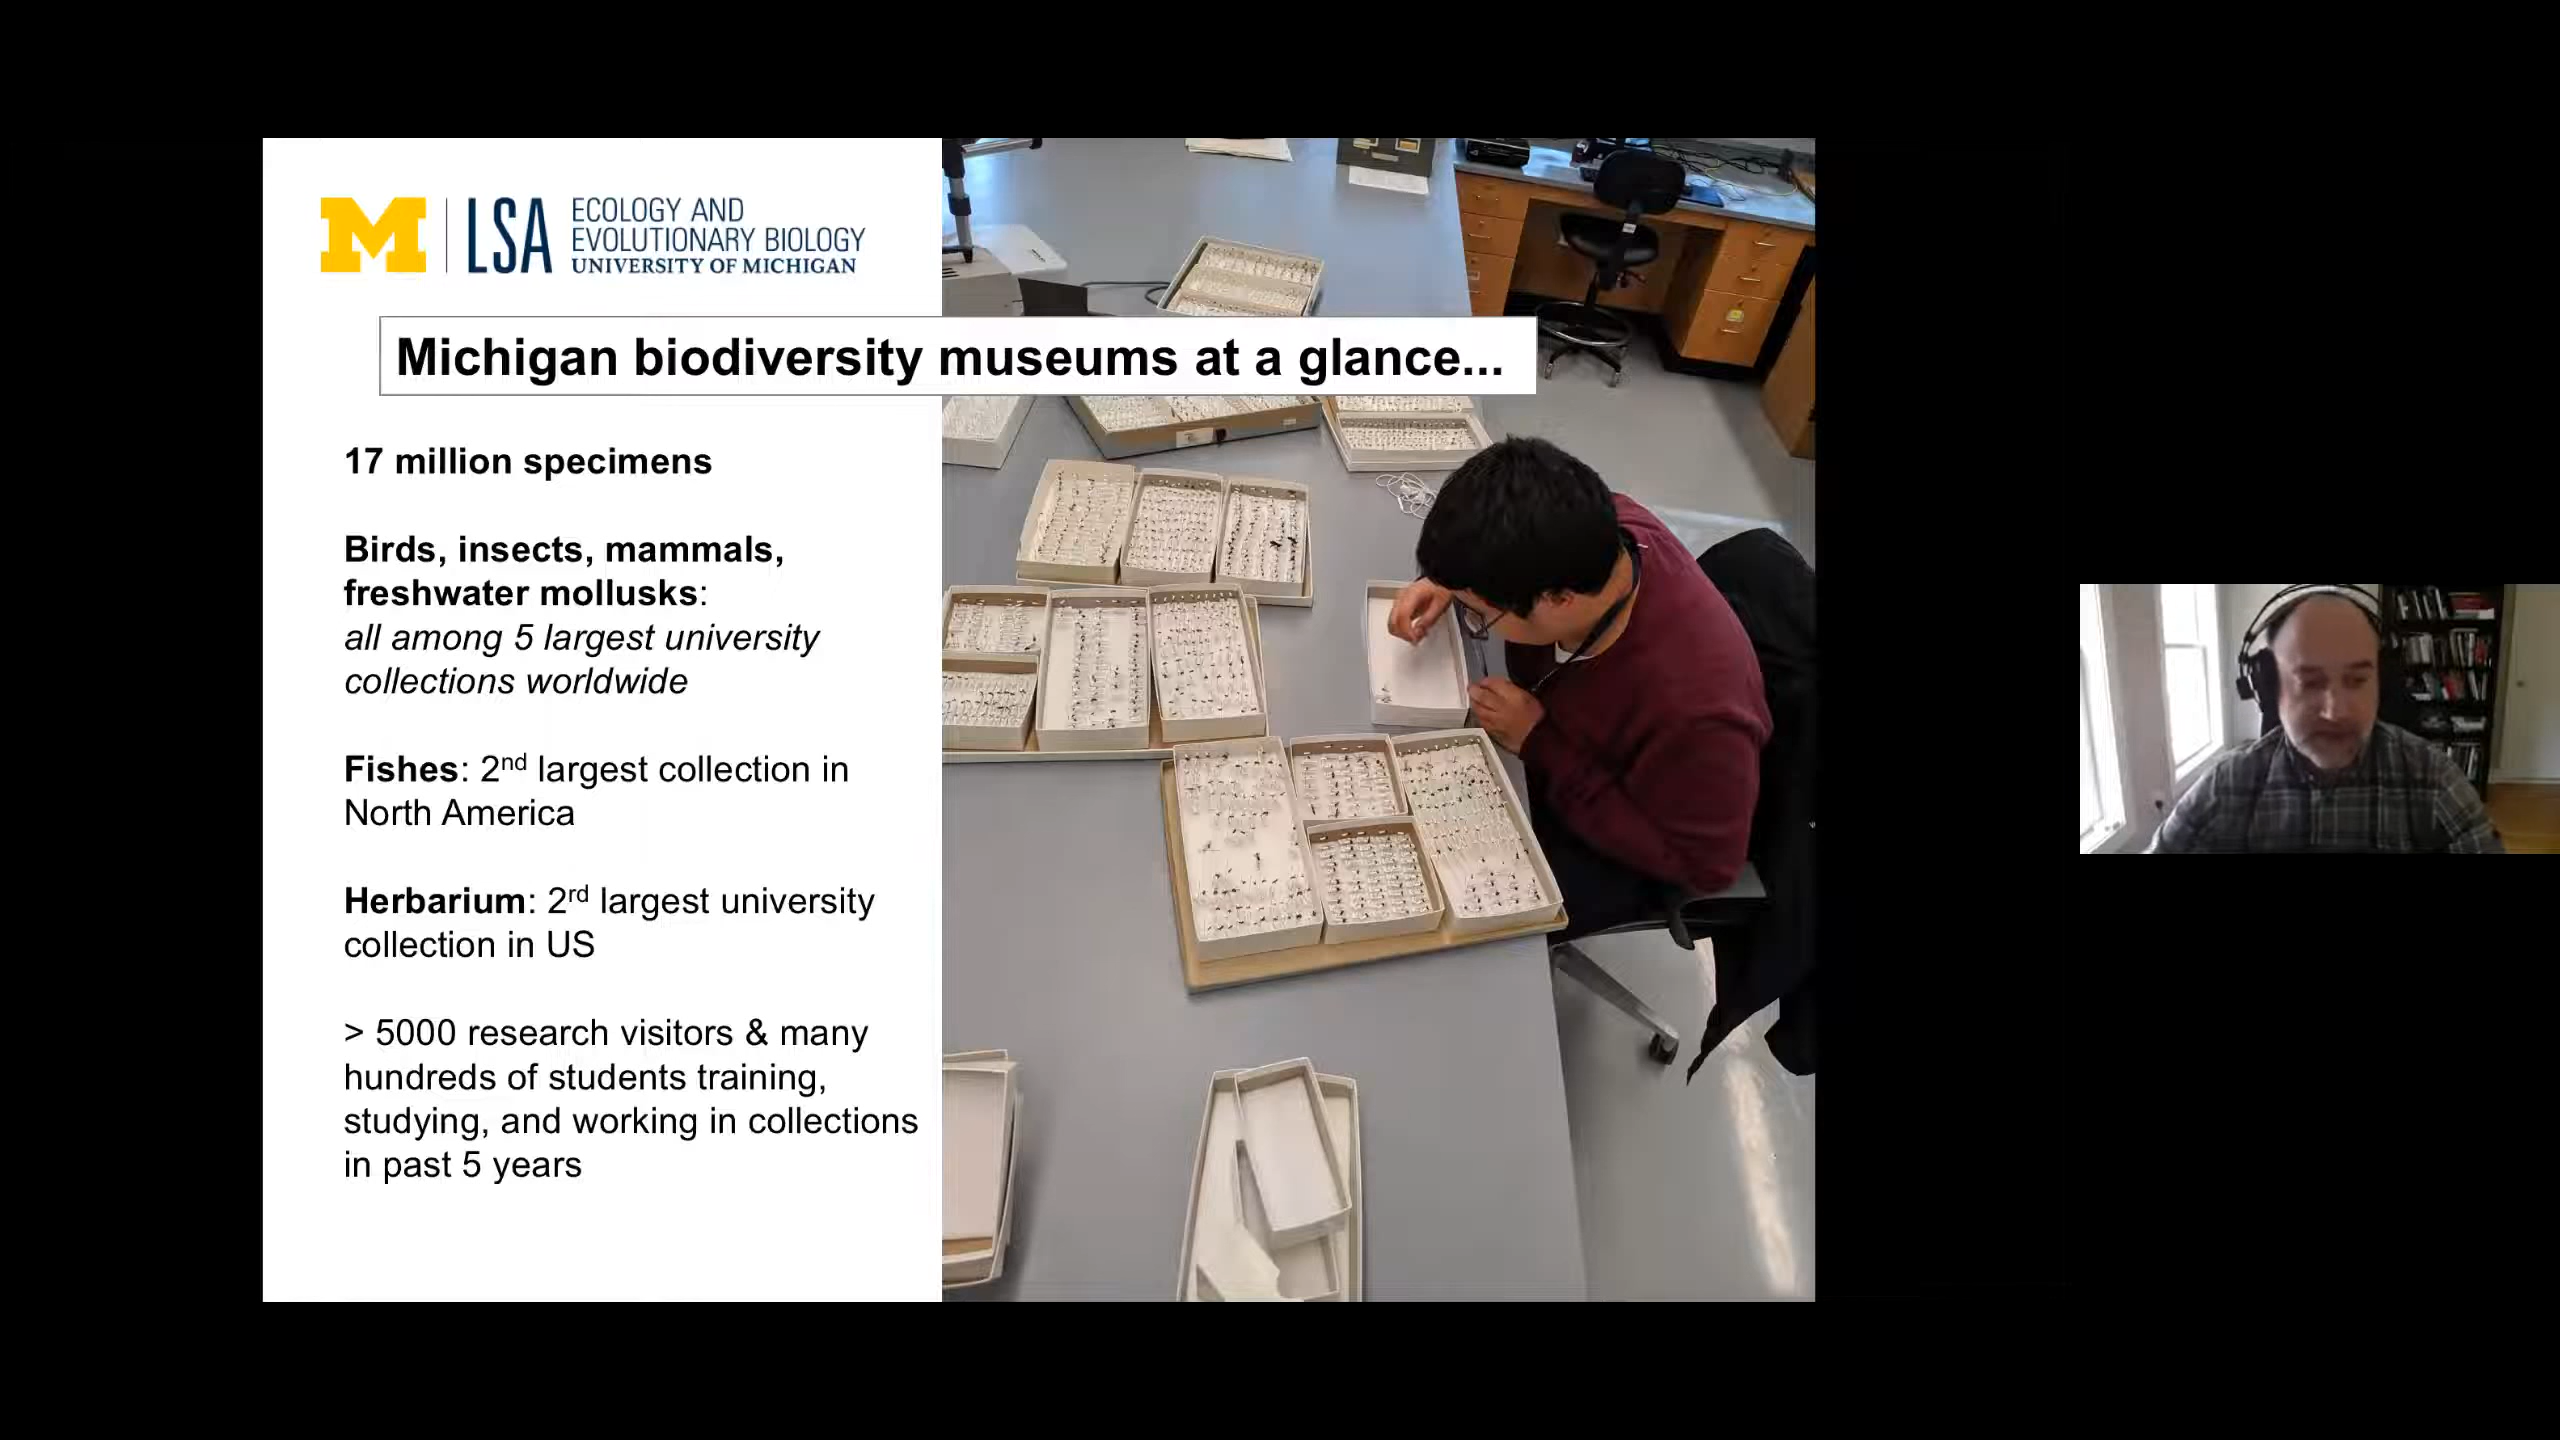 M LSA ECOLOGY AND
EVOLUTIONARY BIOLOGY
UNIVERSITY OF MICHIGAN
Michigan biodiversity museums at a glance...
17 million specimens
Birds, insects, mammals,
freshwater mollusks:
all among 5 largest university
collections worldwide
Fishes: 2nd largest collection in
North America
Herbarium: 2rd largest university
collection in US
> 5000 research visitors & many
hundreds of students training,
studying, and working in collections
in past 5 years